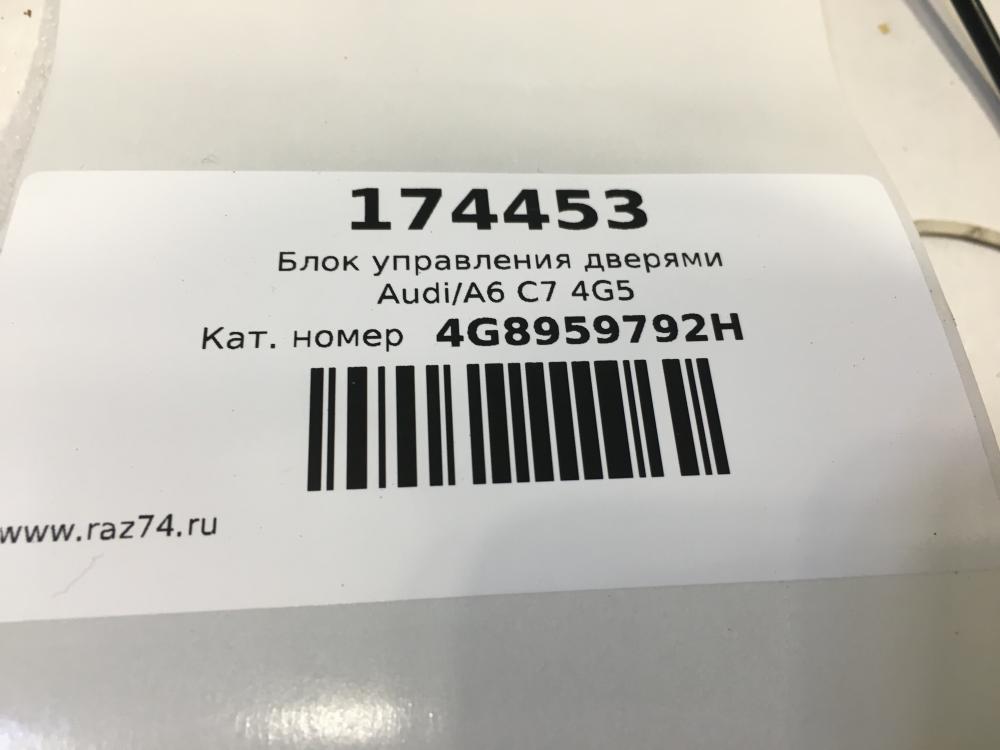 174453
Блок управления дверями
Audi/A6 C7 4G5
Кат. номер 4G8959792H
www.raz74.ru